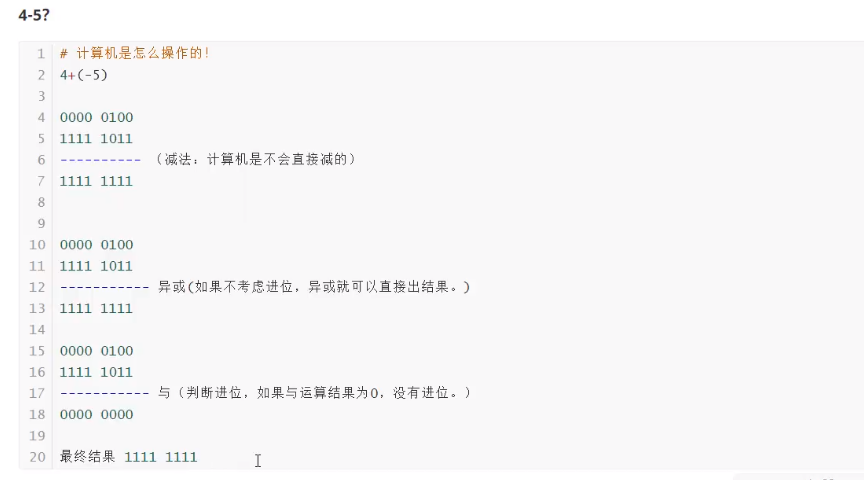 4-5?
1 # 计算机是怎么操作的!
2 4+(-5)
3
4 0000 0100
5 1111 1011
6 ---------- （减法：计算机是不会直接减的）
7 1111 1111
8
9
10 0000 0100
11 1111 1011
12 ----------- 异或(如果不考虑进位，异或就可以直接出结果。)
13 1111 1111
14
15 0000 0100
16 1111 1011
17 ----------- 与（判断进位，如果与运算结果为0，没有进位。）
18 0000 0000
19
20 最终结果 1111 1111